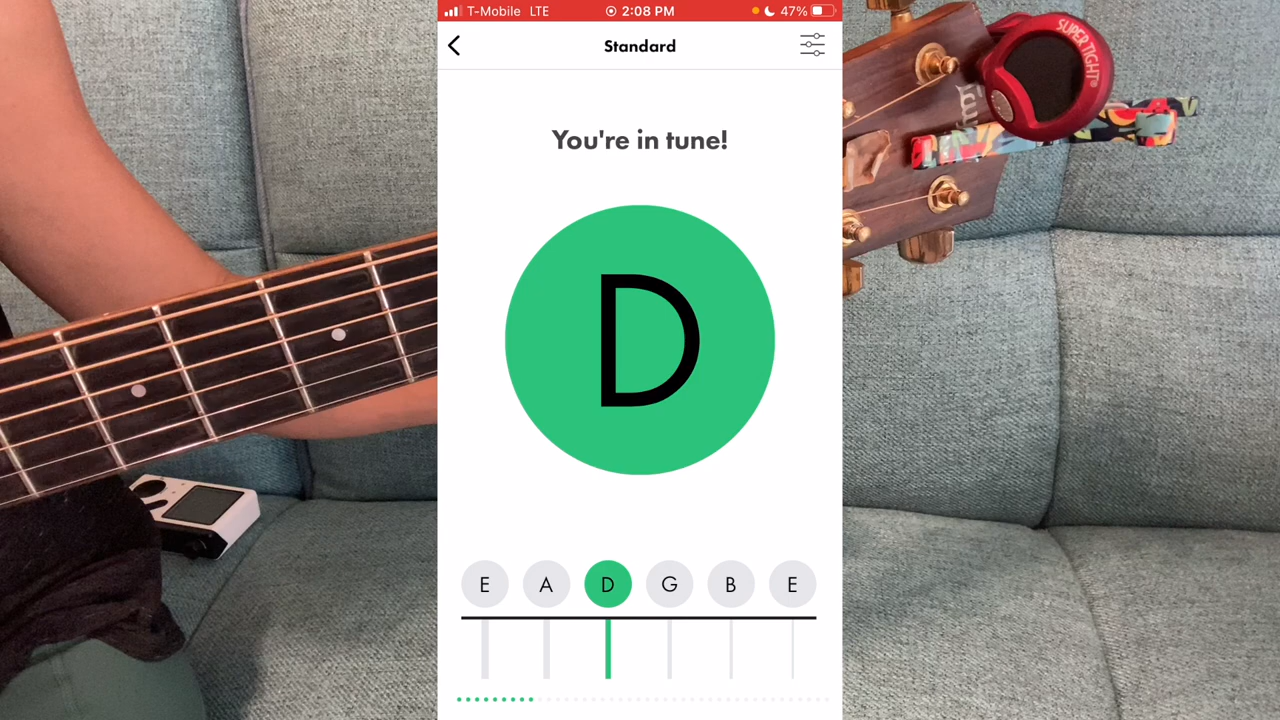 T-Mobile LTE 2:08 PM 47%
Standard
You're in tune!
D
E A D G B E
SUPER TIGHT®